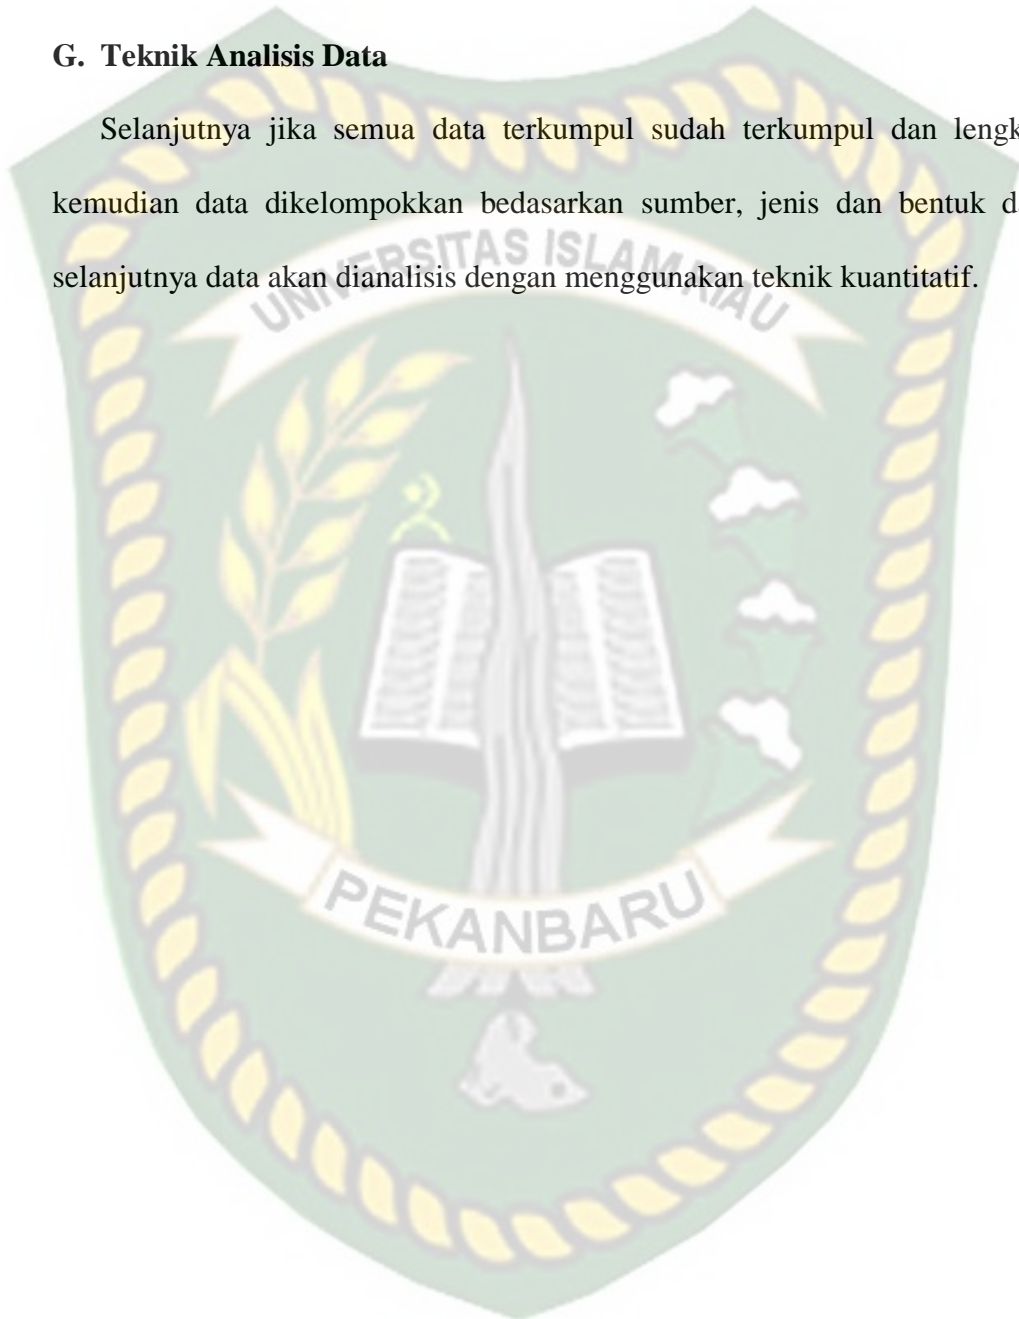 G. Teknik Analisis Data
Selanjutnya jika semua data terkumpul sudah terkumpul dan
kemudian data dikelompokkan bedasarkan sumber, jenis dan bentuk
selanjutnya data akan dianalisis dengan menggunakan teknik kuantitatif.
UNIVERSITAS ISLAM RIAU
PEKANBARU